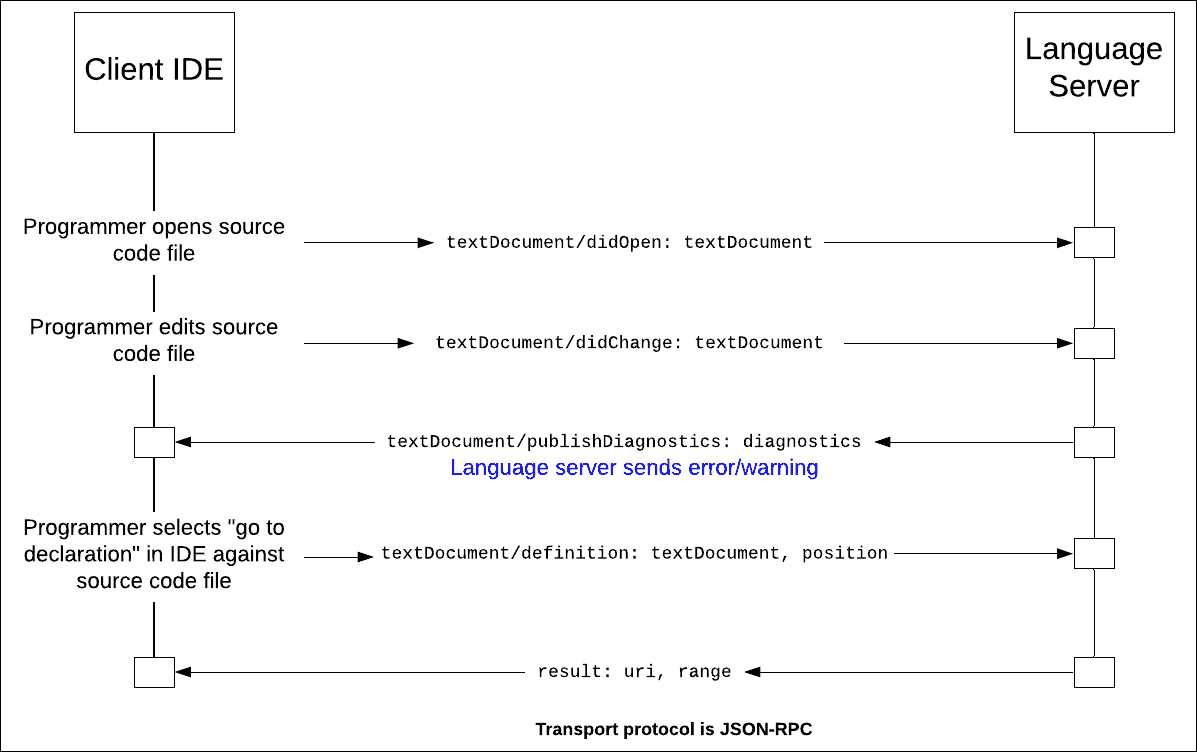 Client IDE
Language
Server
Programmer opens source
code file
textDocument/didOpen: textDocument
Programmer edits source
code file
textDocument/didChange: textDocument
textDocument/publishDiagnostics: diagnostics
Language server sends error/warning
Programmer selects "go to
declaration" in IDE against
source code file
textDocument/definition: textDocument, position
result: uri, range
Transport protocol is JSON-RPC